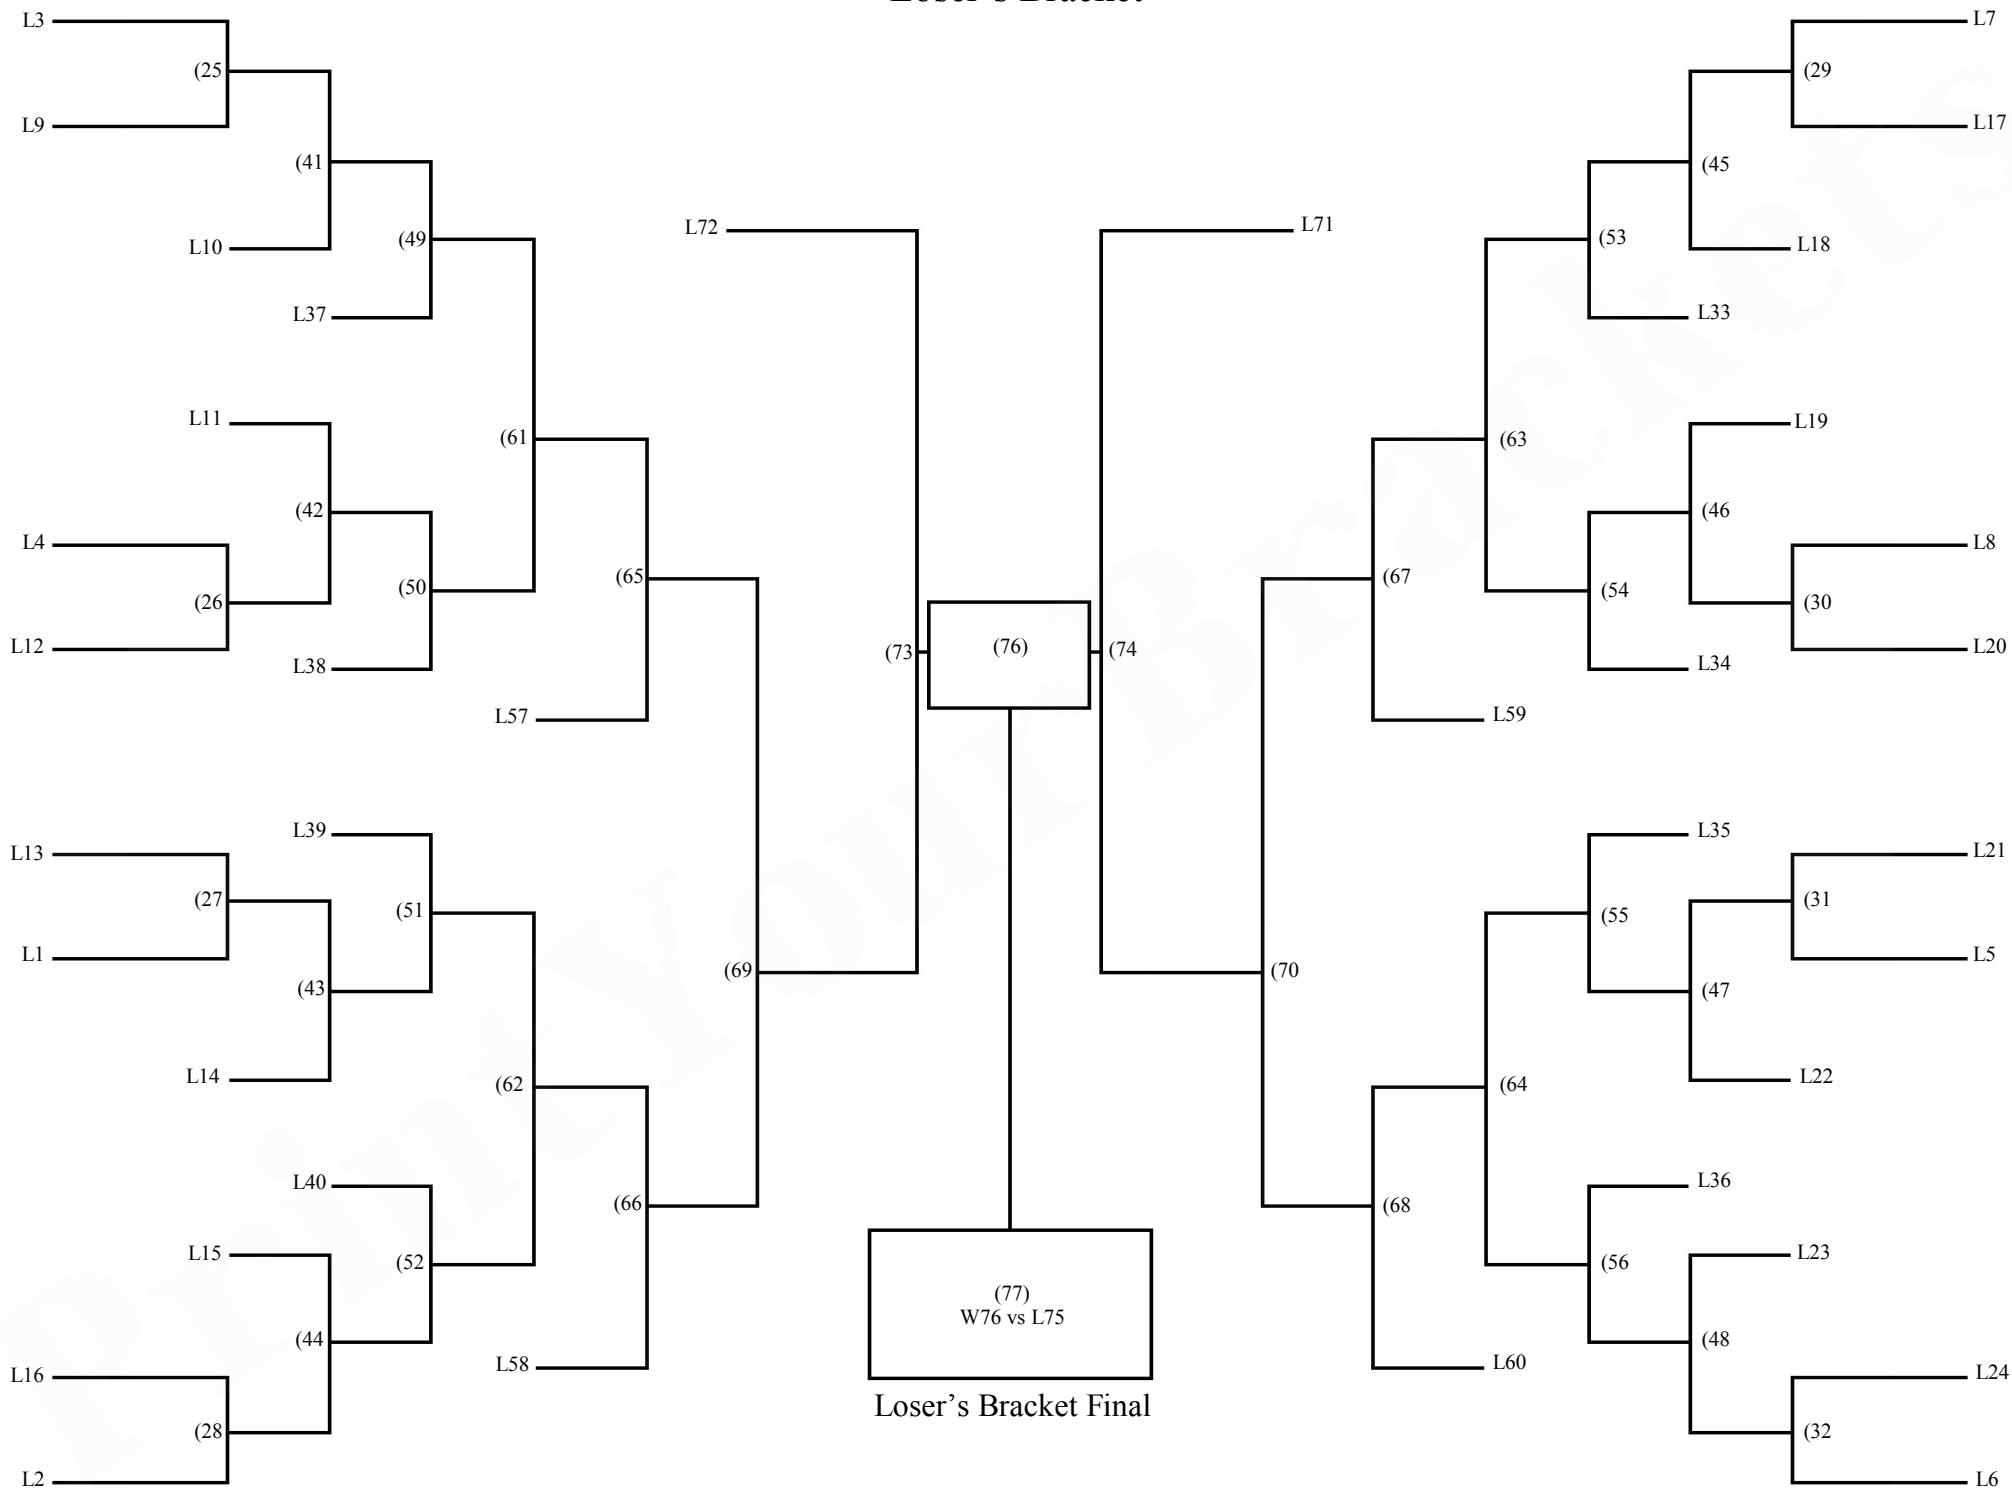 Loser's Bracket
L3
L7
(25
(29
L9
L17
(41
(45
L10
L18
L72
L71
(49
(53
L37
L33
L11
L19
(61
(63
(42
(46
L4
L8
(65
(67
(50
(54
(26
(30
L12
L20
(73
(76)
(74
L38
L34
L57
L59
L39
L35
L13
L21
(27
(31
(51
(55
L1
L5
(69
(70
(43
(47
L14
L22
(62
(64
L40
L36
(66
(68
L15
L23
(52
(56
(77)
W76 vs L75
(44
(48
L58
L60
L16
L24
Loser’s Bracket Final
(28
(32
L2
L6
PrintYourBrackets